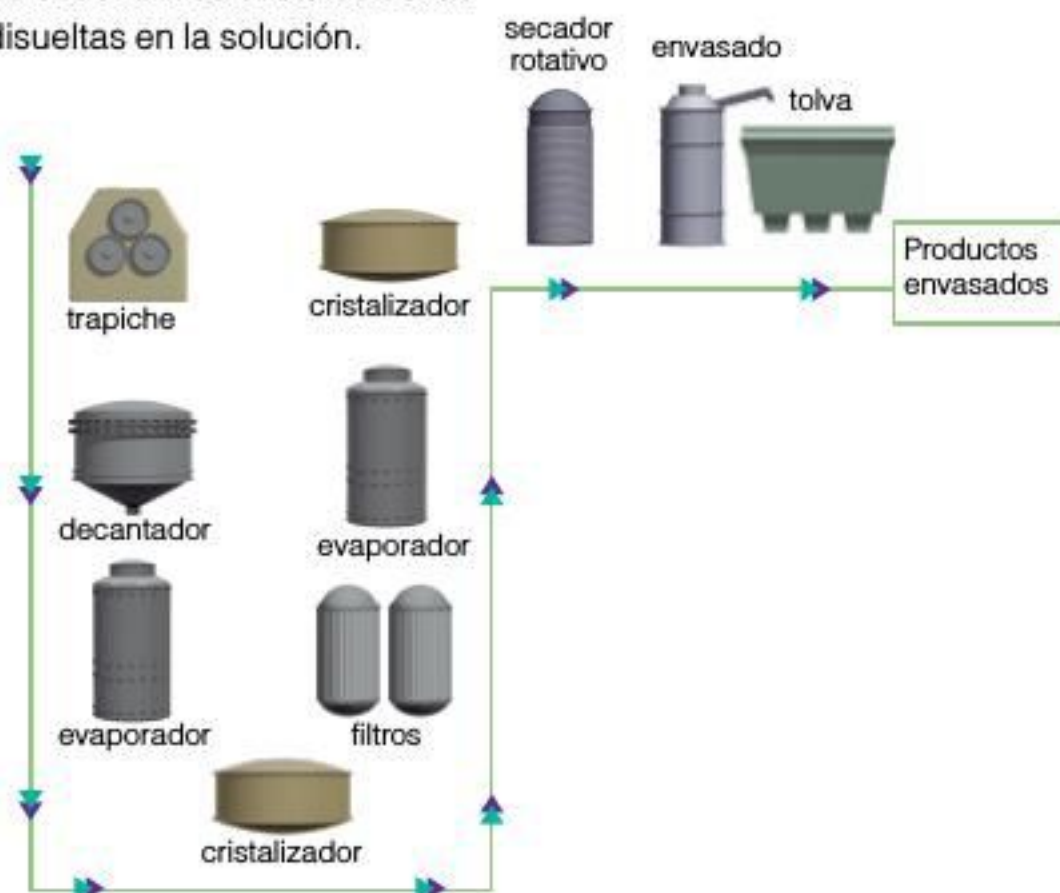 disueltas en la solución.
secador
rotativo
envasado
tolva
trapiche
cristalizador
Productos
envasados
decantador
evaporador
evaporador
filtros
cristalizador